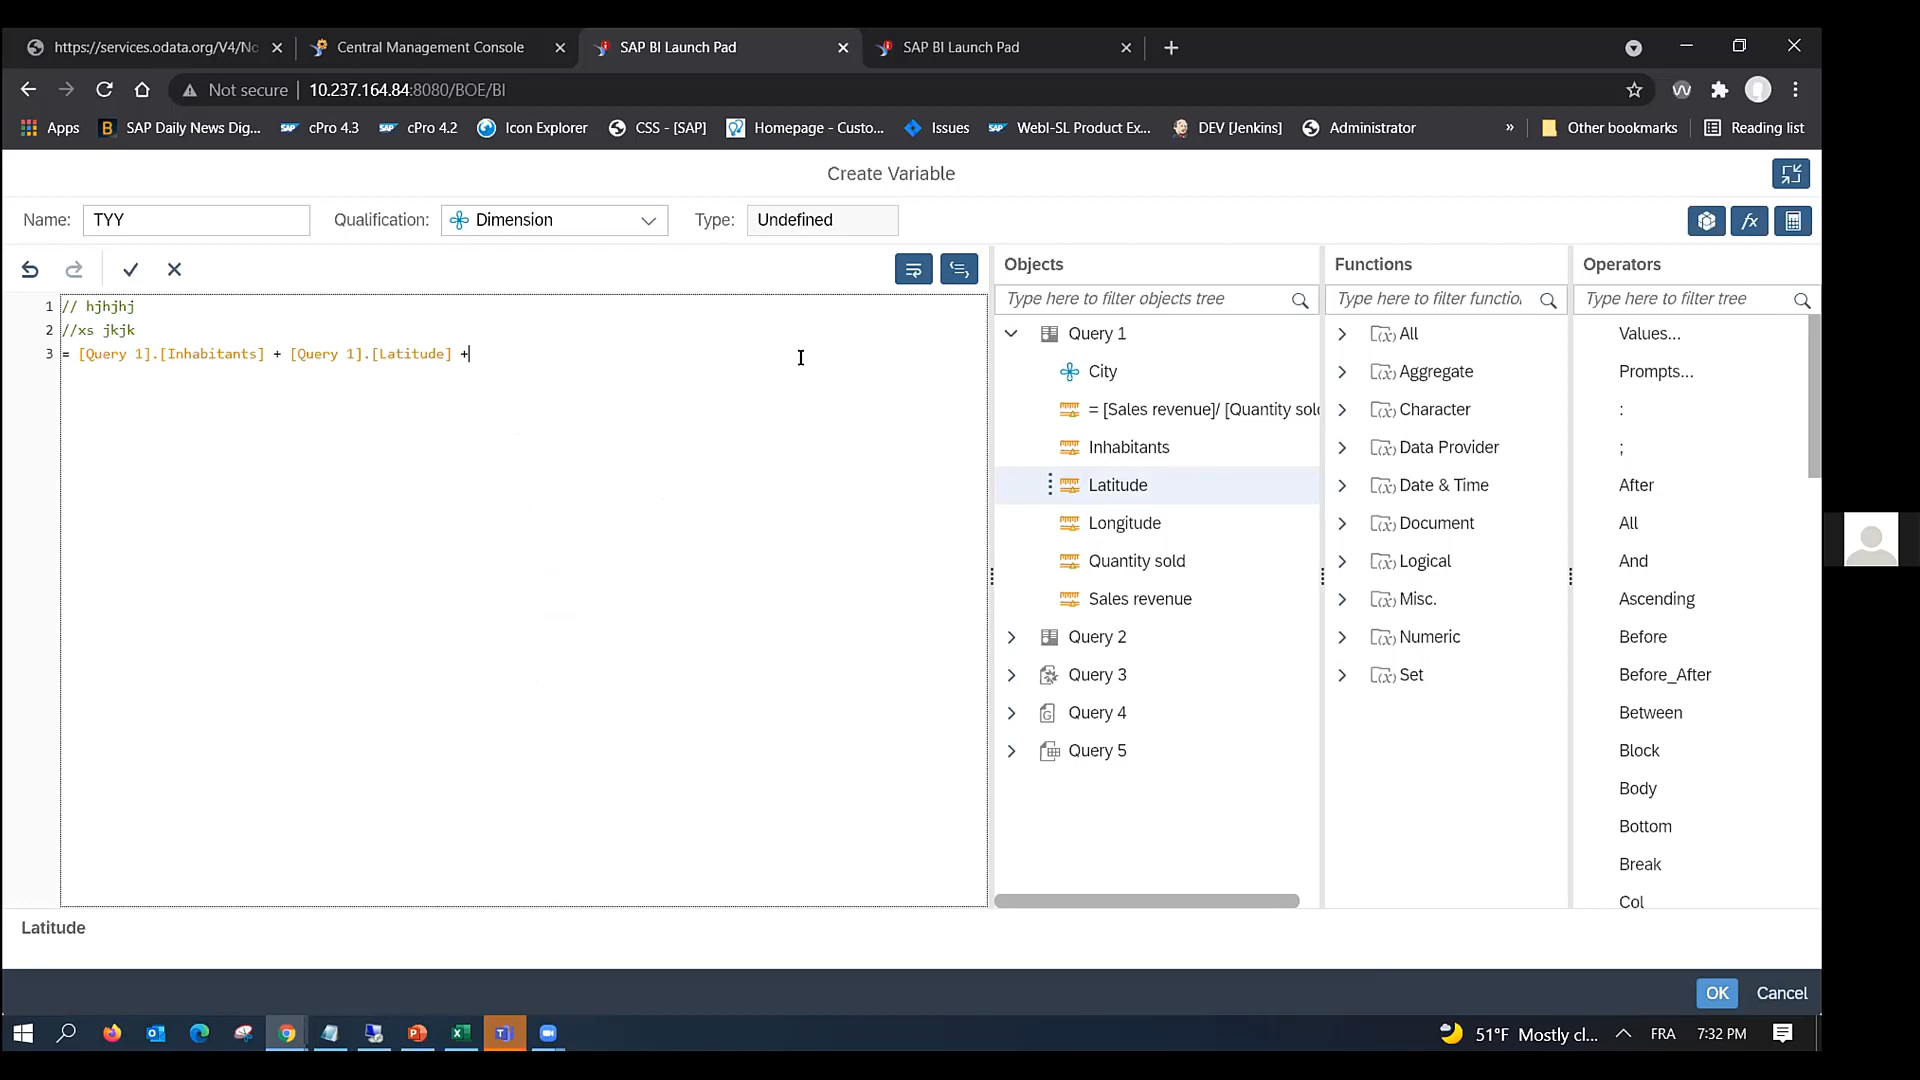 https://services.odata.org/V4/Nc
Central Management Console
SAP BI Launch Pad
SAP BI Launch Pad
Not secure
10.237.164.84:8080/BOE/BI
Apps
SAP Daily News Dig...
cPro 4.3
cPro 4.2
Icon Explorer
CSS - [SAP]
Homepage - Custo...
Issues
WebI-SL Product Ex...
DEV [Jenkins]
Administrator
»
Other bookmarks
Reading list
Create Variable
Name: TYY
Qualification: Dimension
Type: Undefined
1 // hjhjhj
2 //xs jkjk
3 = [Query 1].[Inhabitants] + [Query 1].[Latitude] +
Objects
Type here to filter objects tree
Query 1
City
= [Sales revenue]/ [Quantity sol
Inhabitants
Latitude
Longitude
Quantity sold
Sales revenue
Query 2
Query 3
Query 4
Query 5
Functions
Type here to filter functio
All
Aggregate
Character
Data Provider
Date & Time
Document
Logical
Misc.
Numeric
Set
Operators
Type here to filter tree
Values...
Prompts...
:
;
After
All
And
Ascending
Before
Before_After
Between
Block
Body
Bottom
Break
Col
Latitude
OK
Cancel
51°F Mostly cl...
FRA
7:32 PM